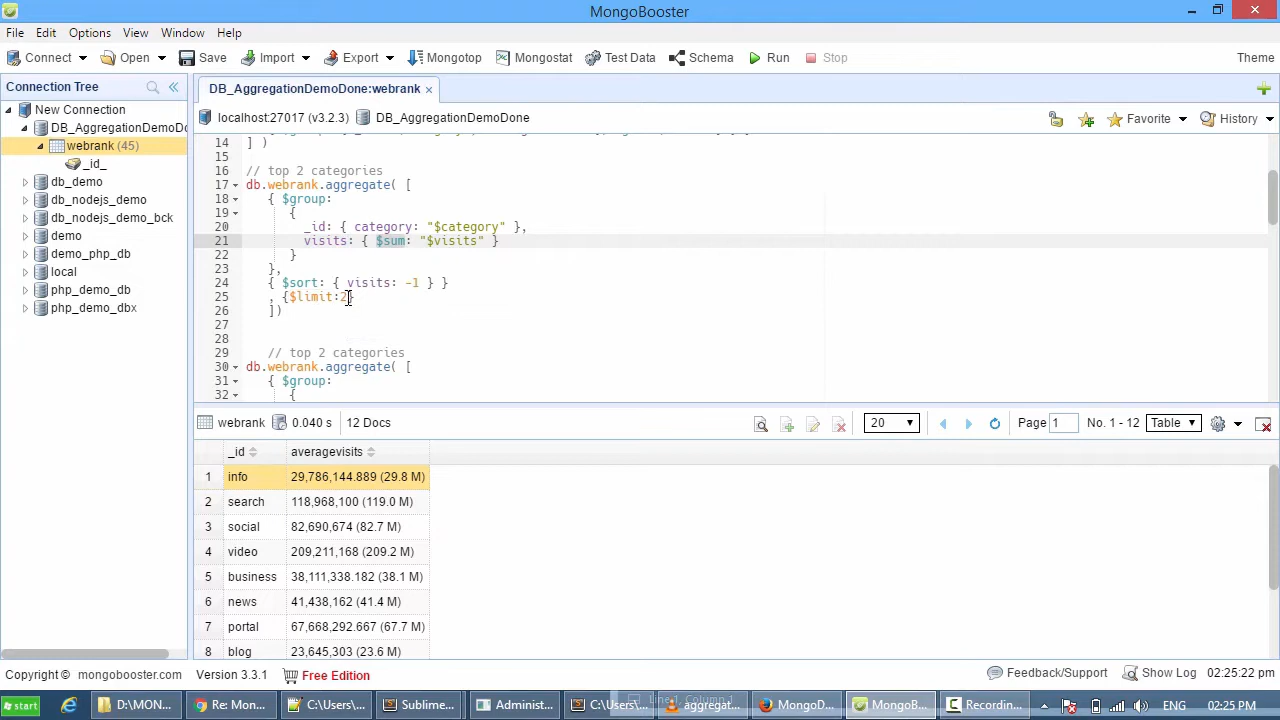 MongoBooster
File Edit Options View Window Help
Connect Open Save Import Export Mongotop Mongostat Test Data Schema Run Stop Theme
Connection Tree
DB_AggregationDemoDone:webrank ×
New Connection
DB_AggregationDemoDo
webrank (45)
_id_
db_demo
db_nodejs_demo
db_nodejs_demo_bck
demo
demo_php_db
local
php_demo_db
php_demo_dbx
localhost:27017 (v3.2.3) DB_AggregationDemoDone Favorite History
14 ] )
15
16 // top 2 categories
17 db.webrank.aggregate( [
18 { $group:
19 {
20 _id: { category: "$category" },
21 visits: { $sum: "$visits" }
22 }
23 },
24 { $sort: { visits: -1 } }
25 , {$limit:2}
26 ])
27
28
29 // top 2 categories
30 db.webrank.aggregate( [
31 { $group:
32 {
webrank 0.040 s 12 Docs 20 Page 1 No. 1 - 12 Table
_id averagevisits
1 info 29,786,144.889 (29.8 M)
2 search 118,968,100 (119.0 M)
3 social 82,690,674 (82.7 M)
4 video 209,211,168 (209.2 M)
5 business 38,111,338.182 (38.1 M)
6 news 41,438,162 (41.4 M)
7 portal 67,668,292.667 (67.7 M)
8 blog 23,645,303 (23.6 M)
Copyright © mongobooster.com Version 3.3.1 Free Edition Feedback/Support Show Log 02:25:22 PM
start D:\MON... Re: Mon... C:\Users\... Sublime... Administ... C:\Users\... aggregat... MongoD... MongoB... Recordin... ENG 02:25 PM
Line 1, Column 1